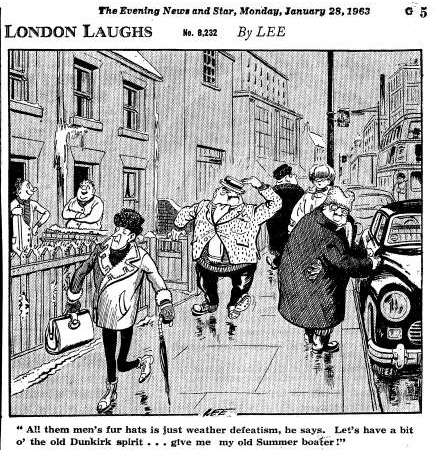 The Evening News and Star, Monday, January 28, 1963 G 5
LONDON LAUGHS No. 8,232 By LEE
LEE
" All them men's fur hats is just weather defeatism, he says. Let's have a bit
o' the old Dunkirk spirit . . . give me my old Summer boater!"